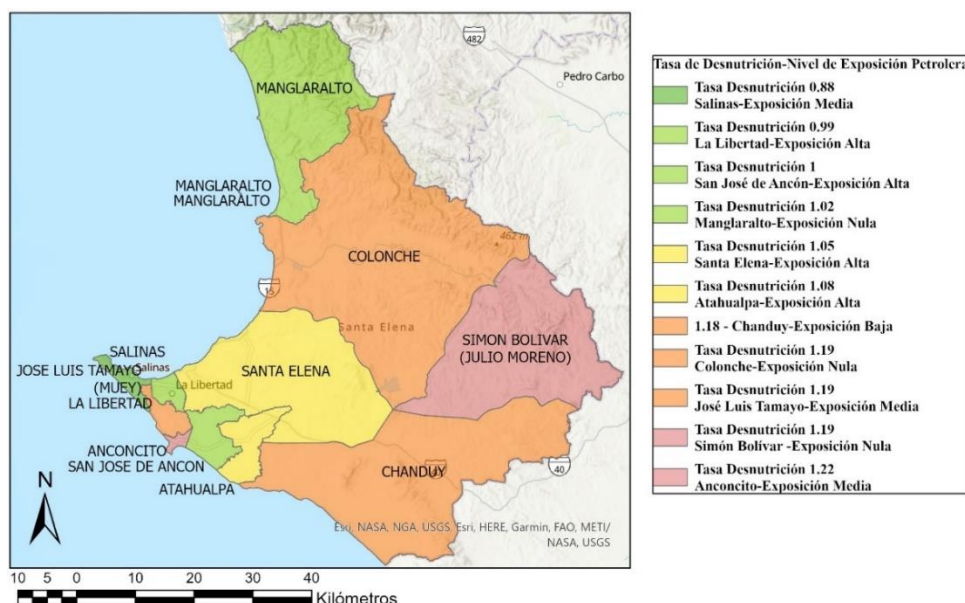 482
Pedro Carbo
MANGLARALTO
MANGLARALTO
MANGLARALTO
462 m
COLONCHE
15
Santa Elena
SIMON BOLIVAR
(JULIO MORENO)
SALINAS
Salinas
JOSE LUIS TAMAYO
(MUEY)
La Libertad
SANTA ELENA
LA LIBERTAD
ANCONCITO
SAN JOSE DE ANCON
CHANDUY
40
ATAHUALPA
N
Esri, NASA, NGA, USGS, Esri, HERE, Garmin, FAO, METI/
NASA, USGS
10 5 0 10 20 30 40
Kilómetros
Tasa de Desnutrición-Nivel de Exposición Petrolera
Tasa Desnutrición 0.88
Salinas-Exposición Media
Tasa Desnutrición 0.99
La Libertad-Exposición Alta
Tasa Desnutrición 1
San José de Ancón-Exposición Alta
Tasa Desnutrición 1.02
Manglaralto-Exposición Nula
Tasa Desnutrición 1.05
Santa Elena-Exposición Alta
Tasa Desnutrición 1.08
Atahualpa-Exposición Alta
1.18 - Chanduy-Exposición Baja
Tasa Desnutrición 1.19
Colonche-Exposición Nula
Tasa Desnutrición 1.19
José Luis Tamayo-Exposición Media
Tasa Desnutrición 1.19
Simón Bolívar -Exposición Nula
Tasa Desnutrición 1.22
Anconcito-Exposición Media